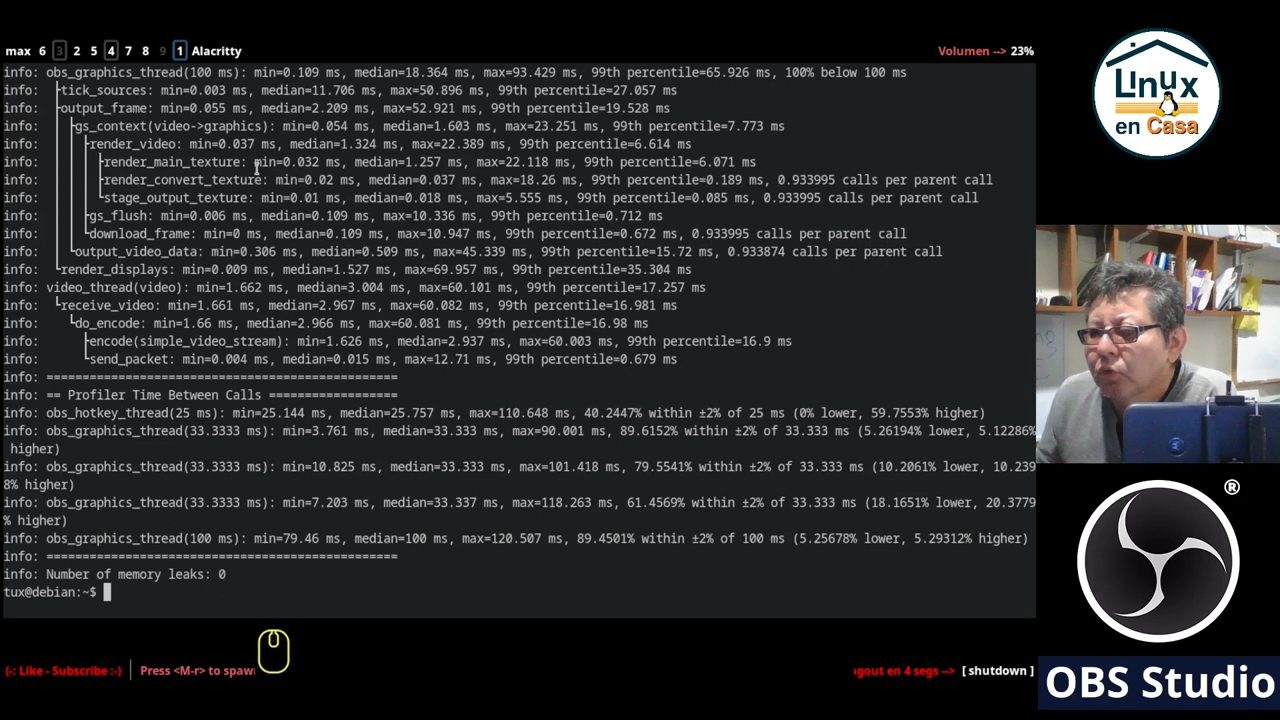 max 6 3 2 5 4 7 8 9 1 Alacritty
Volumen --> 23%
info: obs_graphics_thread(100 ms): min=0.109 ms, median=18.364 ms, max=93.429 ms, 99th percentile=65.926 ms, 100% below 100 ms
info: ┣tick_sources: min=0.003 ms, median=11.706 ms, max=50.896 ms, 99th percentile=27.057 ms
info: ┣output_frame: min=0.055 ms, median=2.209 ms, max=52.921 ms, 99th percentile=19.528 ms
info: ┃ ┣gs_context(video->graphics): min=0.054 ms, median=1.603 ms, max=23.251 ms, 99th percentile=7.773 ms
info: ┃ ┃ ┣render_video: min=0.037 ms, median=1.324 ms, max=22.389 ms, 99th percentile=6.614 ms
info: ┃ ┃ ┃ ┣render_main_texture: min=0.032 ms, median=1.257 ms, max=22.118 ms, 99th percentile=6.071 ms
info: ┃ ┃ ┃ ┣render_convert_texture: min=0.02 ms, median=0.037 ms, max=18.26 ms, 99th percentile=0.189 ms, 0.933995 calls per parent call
info: ┃ ┃ ┃ ┗stage_output_texture: min=0.01 ms, median=0.018 ms, max=5.555 ms, 99th percentile=0.085 ms, 0.933995 calls per parent call
info: ┃ ┃ ┣gs_flush: min=0.006 ms, median=0.109 ms, max=10.336 ms, 99th percentile=0.712 ms
info: ┃ ┃ ┗download_frame: min=0 ms, median=0.109 ms, max=10.947 ms, 99th percentile=0.672 ms, 0.933995 calls per parent call
info: ┃ ┗output_video_data: min=0.306 ms, median=0.509 ms, max=45.339 ms, 99th percentile=15.72 ms, 0.933874 calls per parent call
info: ┗render_displays: min=0.009 ms, median=1.527 ms, max=69.957 ms, 99th percentile=35.304 ms
info: video_thread(video): min=1.662 ms, median=3.004 ms, max=60.101 ms, 99th percentile=17.257 ms
info: ┗receive_video: min=1.661 ms, median=2.967 ms, max=60.082 ms, 99th percentile=16.981 ms
info: ┗do_encode: min=1.66 ms, median=2.966 ms, max=60.081 ms, 99th percentile=16.98 ms
info: ┣encode(simple_video_stream): min=1.626 ms, median=2.937 ms, max=60.003 ms, 99th percentile=16.9 ms
info: ┗send_packet: min=0.004 ms, median=0.015 ms, max=12.71 ms, 99th percentile=0.679 ms
info: =================================================
info: == Profiler Time Between Calls ==================
info: obs_hotkey_thread(25 ms): min=25.144 ms, median=25.757 ms, max=110.648 ms, 40.2447% within ±2% of 25 ms (0% lower, 59.7553% higher)
info: obs_graphics_thread(33.3333 ms): min=3.761 ms, median=33.333 ms, max=90.001 ms, 89.6152% within ±2% of 33.333 ms (5.26194% lower, 5.12286%
higher)
info: obs_graphics_thread(33.3333 ms): min=10.825 ms, median=33.333 ms, max=101.418 ms, 79.5541% within ±2% of 33.333 ms (10.2061% lower, 10.239
8% higher)
info: obs_graphics_thread(33.3333 ms): min=7.203 ms, median=33.337 ms, max=118.263 ms, 61.4569% within ±2% of 33.333 ms (18.1651% lower, 20.3779
% higher)
info: obs_graphics_thread(100 ms): min=79.46 ms, median=100 ms, max=120.507 ms, 89.4501% within ±2% of 100 ms (5.25678% lower, 5.29312% higher)
info: =================================================
info: Number of memory leaks: 0
tux@debian:~$
(-: Like - Subscribe :-) Press <M-r> to spaw
gout en 4 segs --> [ shutdown ]
LInux
en Casa
®
OBS Studio